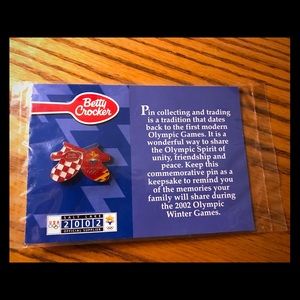 Betty
Crocker
Pin collecting and trading
is a tradition that dates
back to the first modern
Olympic Games. It is a
wonderful way to share
the Olympic Spirit of
unity, friendship and
peace. Keep this
commemorative pin as a
keepsake to remind you
of the memories your
family will share during
the 2002 Olympic
Winter Games.
USA
SALT LAKE
2002
OFFICIAL SUPPLIER